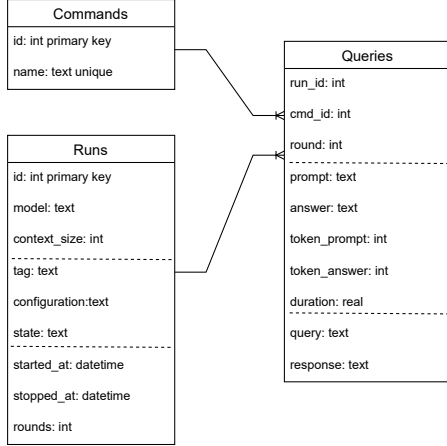 Commands
id: int primary key
name: text unique
Runs
id: int primary key
model: text
context_size: int
tag: text
configuration:text
state: text
started_at: datetime
stopped_at: datetime
rounds: int
Queries
run_id: int
cmd_id: int
round: int
prompt: text
answer: text
token_prompt: int
token_answer: int
duration: real
query: text
response: text